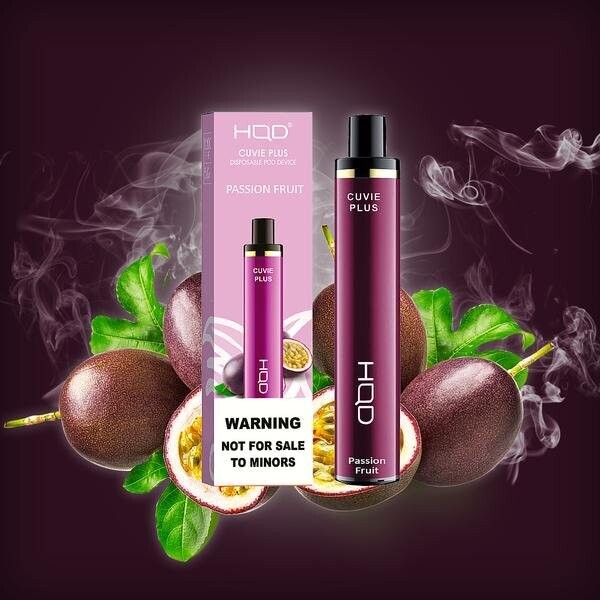 HQD®
CUVIE PLUS
DISPOSABLE POD DEVICE
PASSION FRUIT
CUVIE
PLUS
HQD
WARNING
NOT FOR SALE
TO MINORS
CUVIE
PLUS
HQD
Passion
Fruit